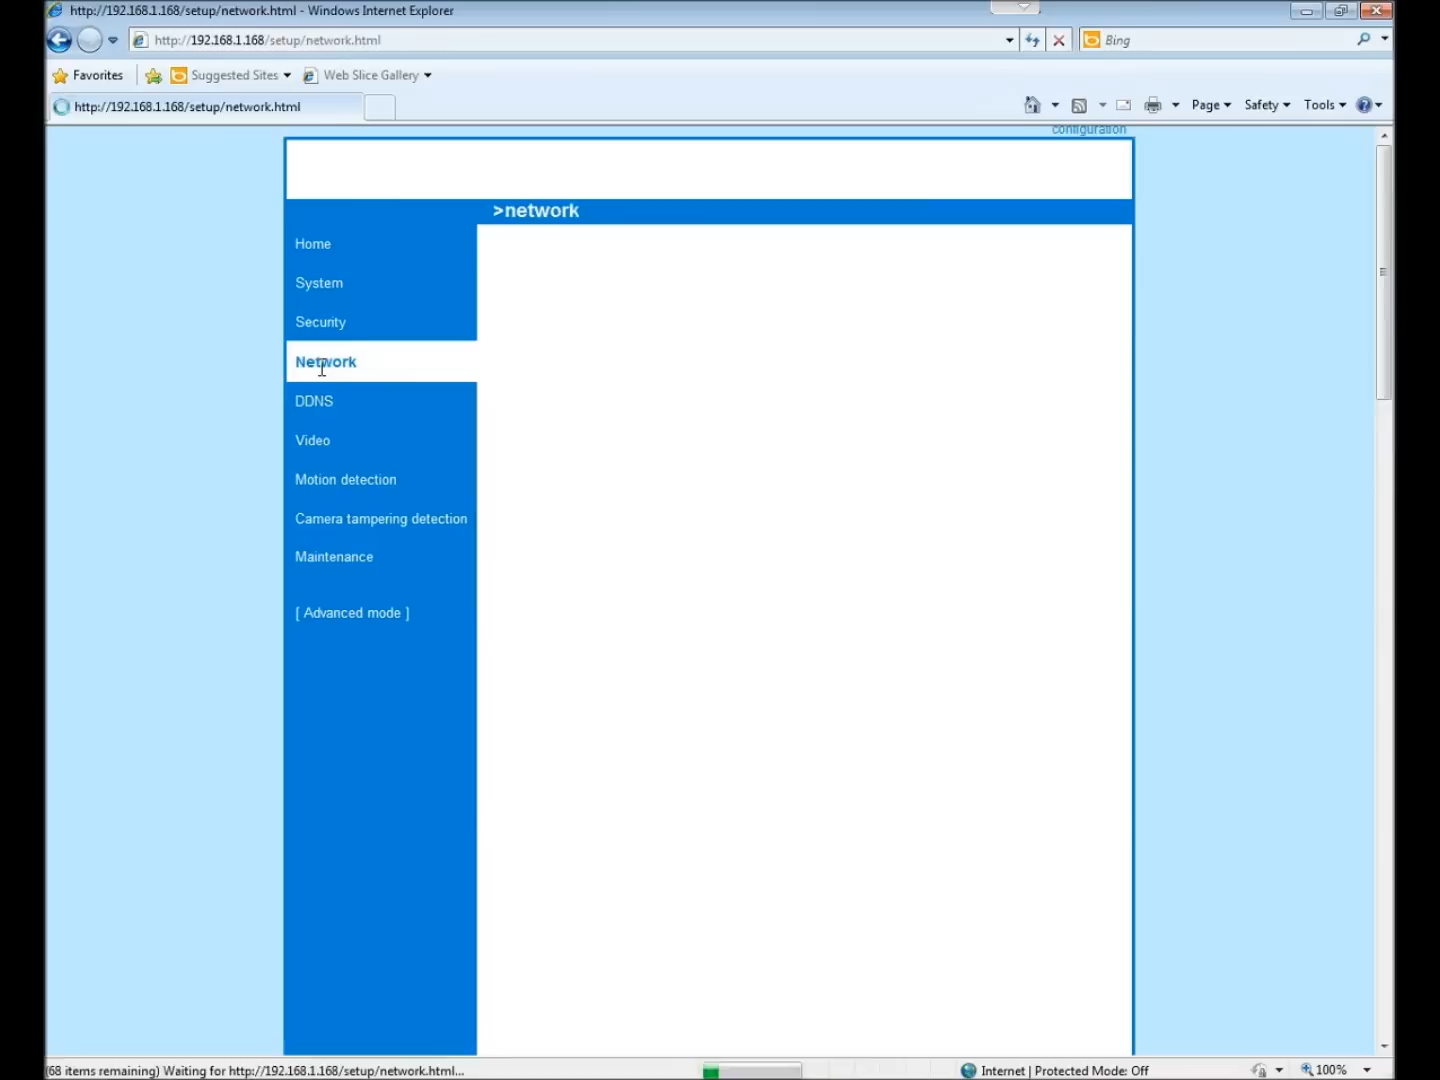 http://192.168.1.168/setup/network.html - Windows Internet Explorer
http://192.168.1.168/setup/network.html
Bing
Favorites
Suggested Sites
Web Slice Gallery
http://192.168.1.168/setup/network.html
Page
Safety
Tools
configuration
>network
Home
System
Security
Network
DDNS
Video
Motion detection
Camera tampering detection
Maintenance
[ Advanced mode ]
(68 items remaining) Waiting for http://192.168.1.168/setup/network.html...
Internet | Protected Mode: Off
100%